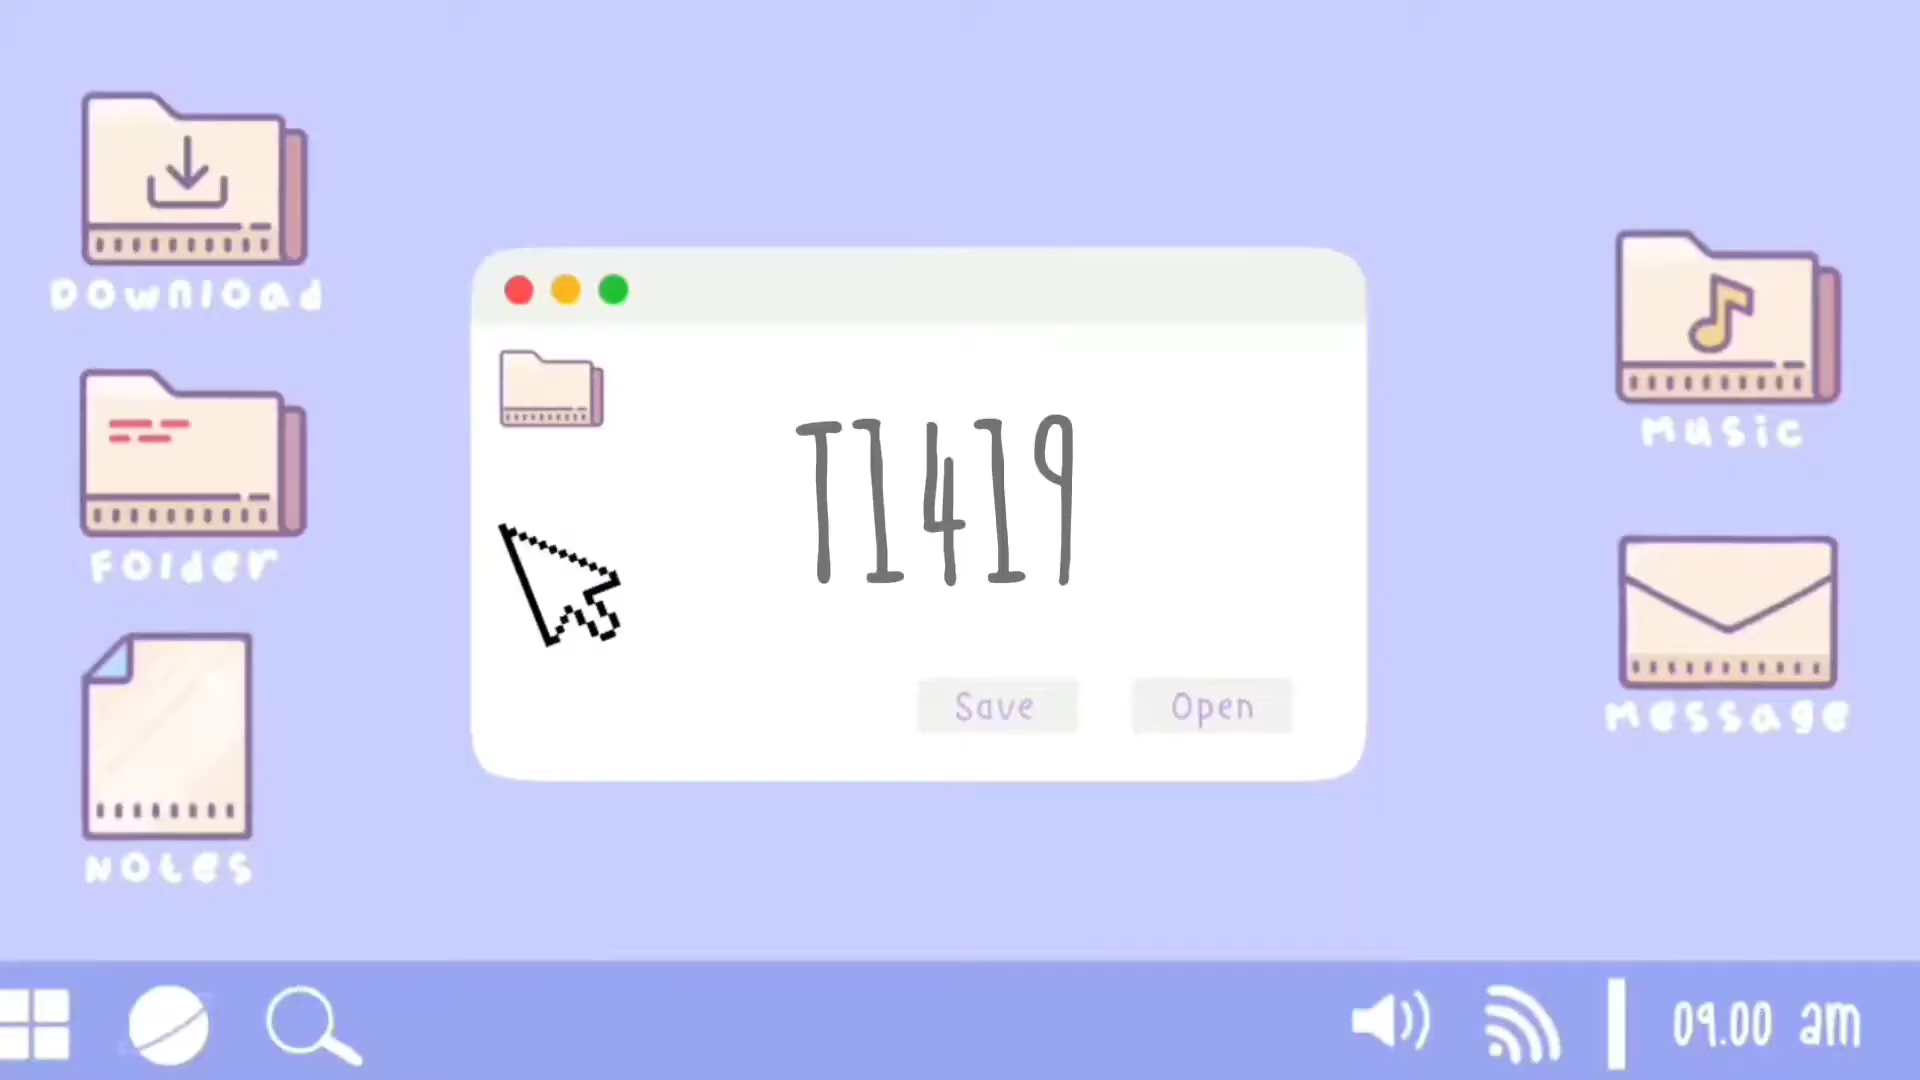 Download
Folder
Notes
T1419
Save
Open
Music
Message
09.00 am